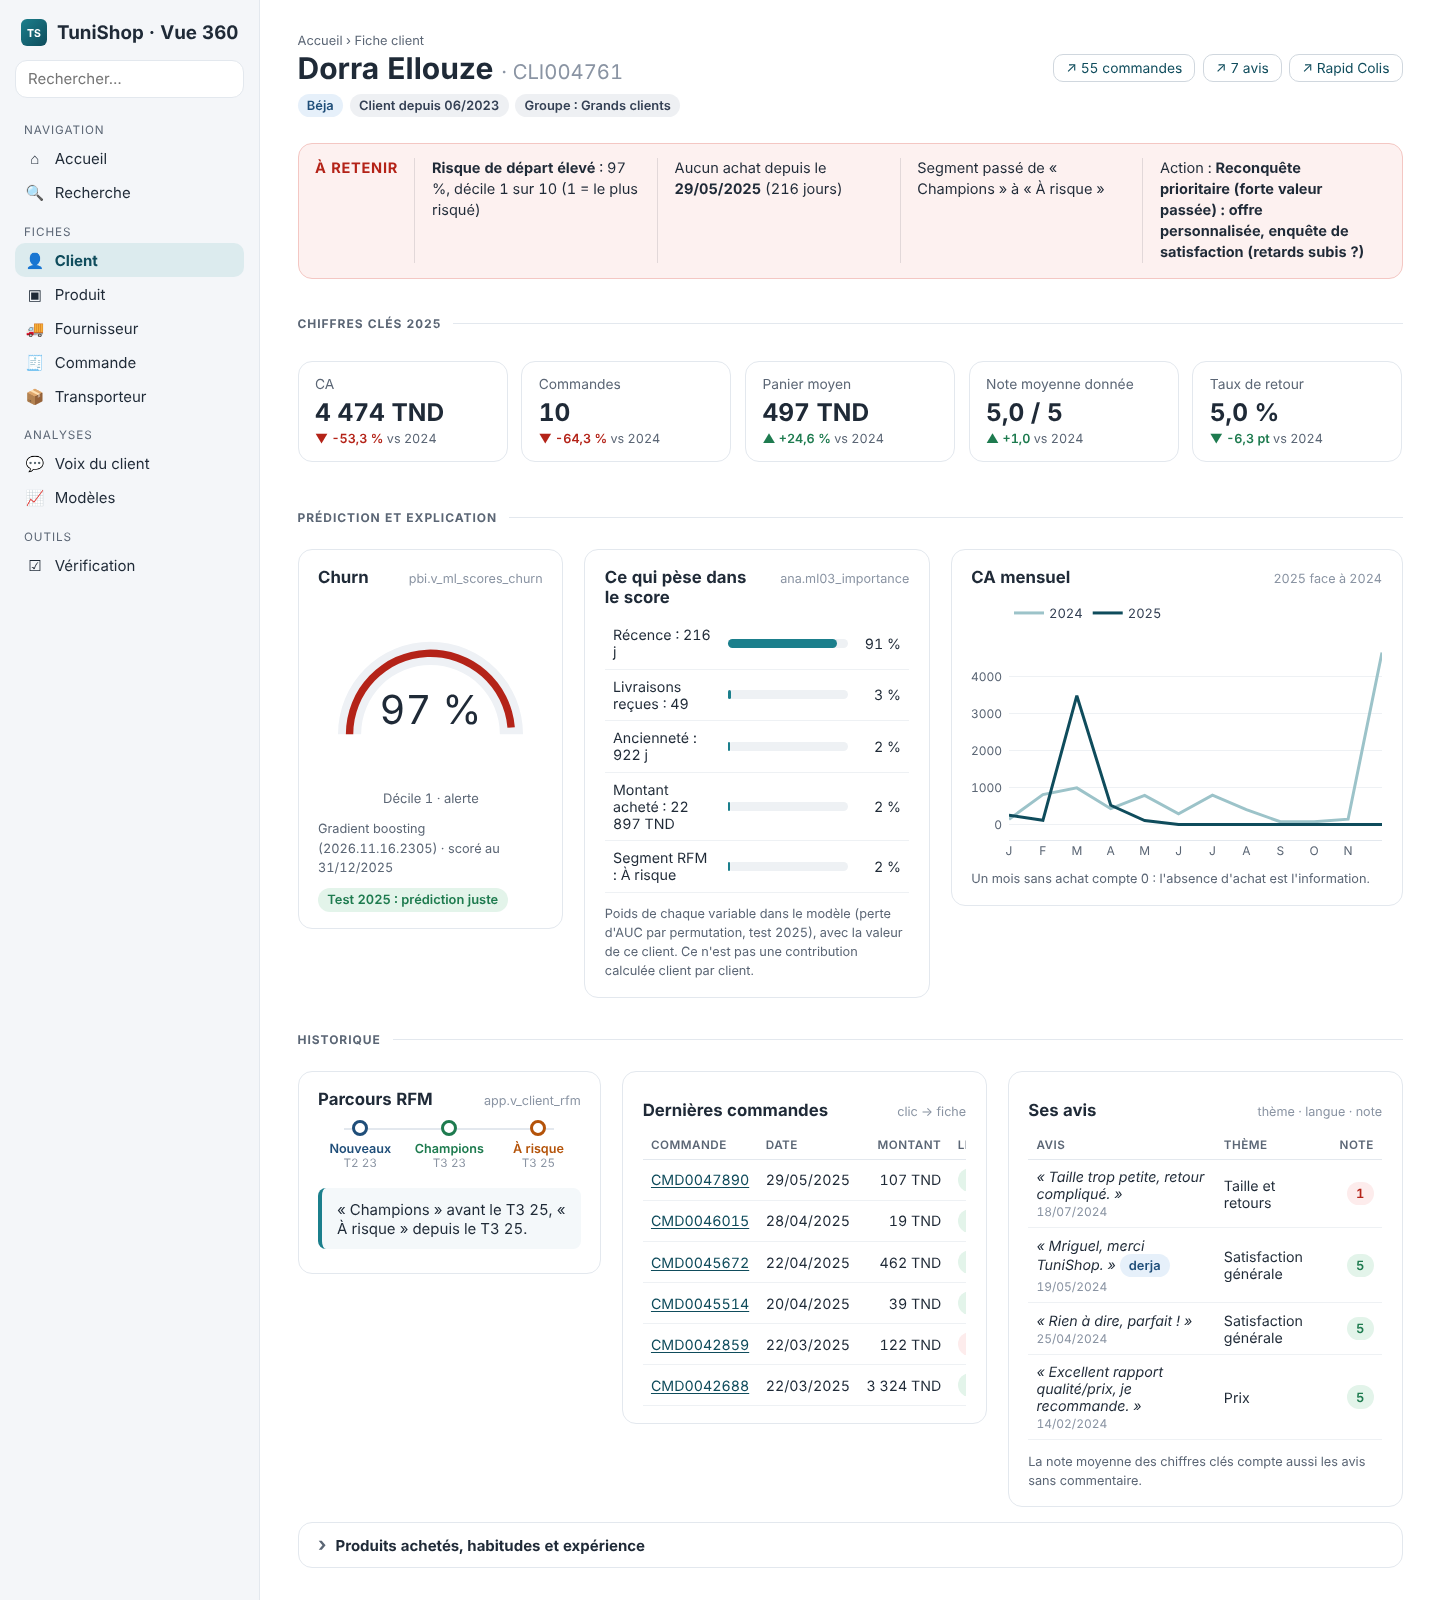 TS TuniShop · Vue 360
Rechercher...
NAVIGATION
Accueil
Recherche
FICHES
Client
Produit
Fournisseur
Commande
Transporteur
ANALYSES
Voix du client
Modèles
OUTILS
Vérification
Accueil › Fiche client
Dorra Ellouze · CLI004761
↗ 55 commandes
↗ 7 avis
↗ Rapid Colis
Béja
Client depuis 06/2023
Groupe : Grands clients
À RETENIR
Risque de départ élevé : 97
%, décile 1 sur 10 (1 = le plus
risqué)
Aucun achat depuis le
29/05/2025 (216 jours)
Segment passé de «
Champions » à « À risque »
Action : Reconquête
prioritaire (forte valeur
passée) : offre
personnalisée, enquête de
satisfaction (retards subis ?)
CHIFFRES CLÉS 2025
CA
4 474 TND
▼ -53,3 % vs 2024
Commandes
10
▼ -64,3 % vs 2024
Panier moyen
497 TND
▲ +24,6 % vs 2024
Note moyenne donnée
5,0 / 5
▲ +1,0 vs 2024
Taux de retour
5,0 %
▼ -6,3 pt vs 2024
PRÉDICTION ET EXPLICATION
Churn
pbi.v_ml_scores_churn
97 %
Décile 1 · alerte
Gradient boosting
(2026.11.16.2305) · scoré au
31/12/2025
Test 2025 : prédiction juste
Ce qui pèse dans
le score
ana.ml03_importance
Récence : 216
j
91 %
Livraisons
reçues : 49
3 %
Ancienneté :
922 j
2 %
Montant
acheté : 22
897 TND
2 %
Segment RFM
: À risque
2 %
Poids de chaque variable dans le modèle (perte
d'AUC par permutation, test 2025), avec la valeur
de ce client. Ce n'est pas une contribution
calculée client par client.
CA mensuel
2025 face à 2024
2024 2025
4000
3000
2000
1000
0
J F M A M J J A S O N
Un mois sans achat compte 0 : l'absence d'achat est l'information.
HISTORIQUE
Parcours RFM
app.v_client_rfm
Nouveaux Champions À risque
T2 23 T3 23 T3 25
« Champions » avant le T3 25, «
À risque » depuis le T3 25.
Dernières commandes
clic → fiche
COMMANDE DATE MONTANT
CMD0047890 29/05/2025 107 TND
CMD0046015 28/04/2025 19 TND
CMD0045672 22/04/2025 462 TND
CMD0045514 20/04/2025 39 TND
CMD0042859 22/03/2025 122 TND
CMD0042688 22/03/2025 3 324 TND
Ses avis
thème · langue · note
AVIS THÈME NOTE
« Taille trop petite, retour
compliqué. »
18/07/2024
Taille et
retours
1
« Mriguel, merci
TuniShop. » derja
19/05/2024
Satisfaction
générale
5
« Rien à dire, parfait ! »
25/04/2024
Satisfaction
générale
5
« Excellent rapport
qualité/prix, je
recommande. »
14/02/2024
Prix
5
La note moyenne des chiffres clés compte aussi les avis
sans commentaire.
› Produits achetés, habitudes et expérience